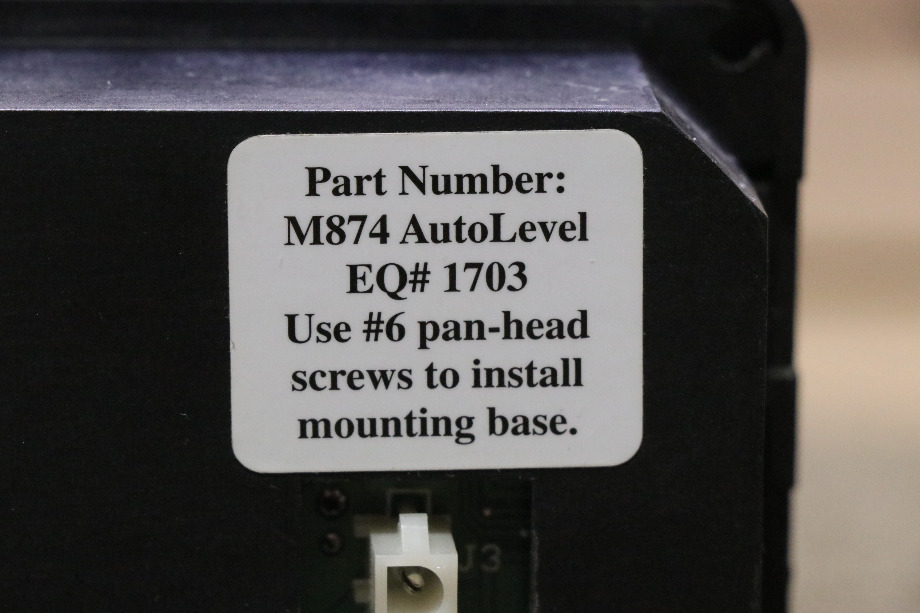 Part Number:
M874 AutoLevel
EQ# 1703
Use #6 pan-head
screws to install
mounting base.
J3